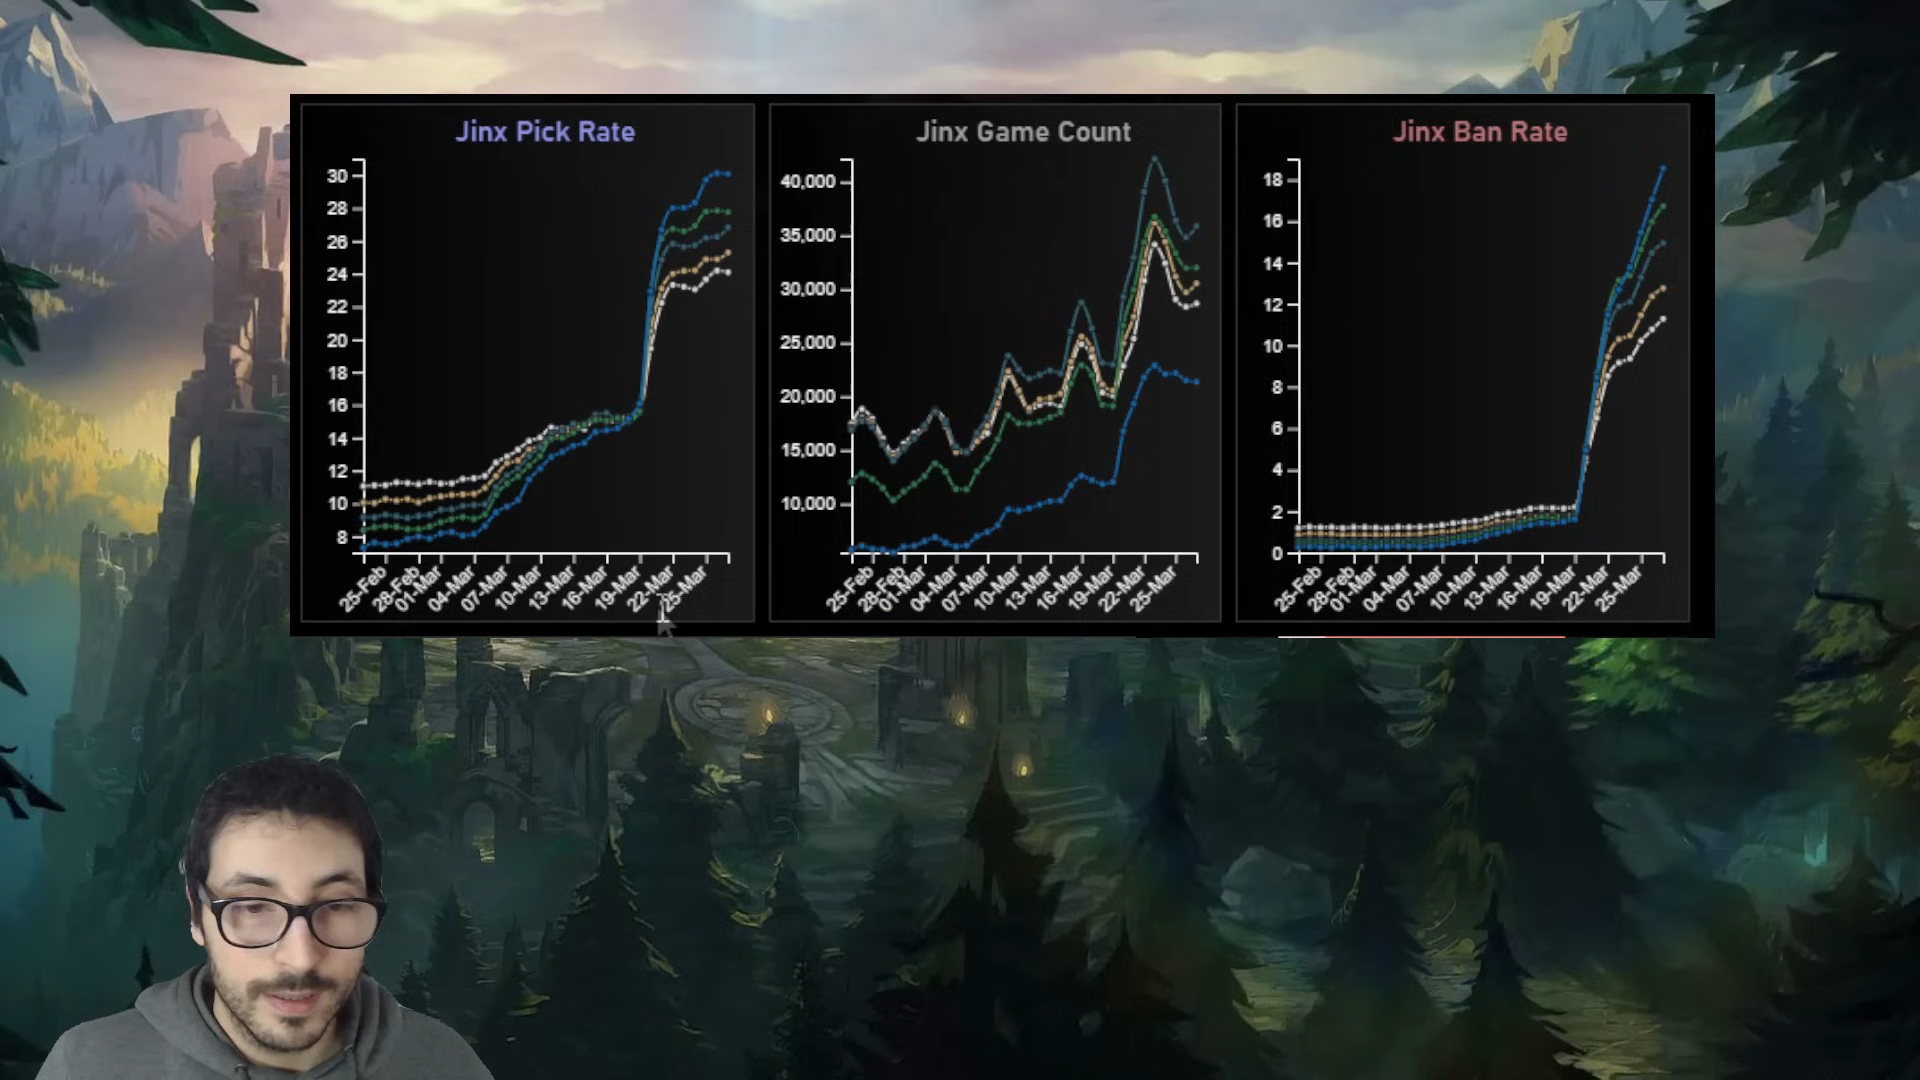 Jinx Pick Rate
30
28
26
24
22
20
18
16
14
12
10
8
25-Feb
28-Feb
01-Mar
04-Mar
07-Mar
10-Mar
13-Mar
16-Mar
19-Mar
22-Mar
25-Mar
Jinx Game Count
40,000
35,000
30,000
25,000
20,000
15,000
10,000
25-Feb
28-Feb
01-Mar
04-Mar
07-Mar
10-Mar
13-Mar
16-Mar
19-Mar
22-Mar
25-Mar
Jinx Ban Rate
18
16
14
12
10
8
6
4
2
0
25-Feb
28-Feb
01-Mar
04-Mar
07-Mar
10-Mar
13-Mar
16-Mar
19-Mar
22-Mar
25-Mar